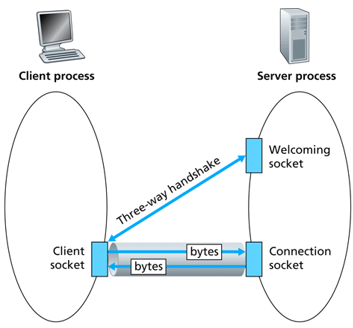 Client process
Server process
Welcoming
socket
Three-way handshake
Client
socket
bytes
bytes
Connection
socket